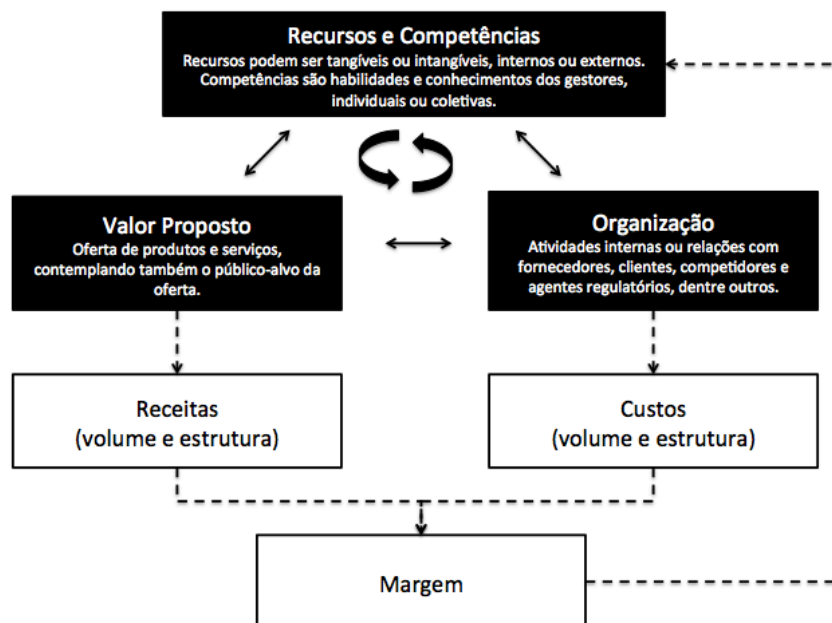 Recursos e Competências
Recursos podem ser tangíveis ou intangíveis, internos ou externos.
Competências são habilidades e conhecimentos dos gestores,
individuais ou coletivas.
Valor Proposto
Oferta de produtos e serviços,
contemplando também o público-alvo da
oferta.
Organização
Atividades internas ou relações com
fornecedores, clientes, competidores e
agentes regulatórios, dentre outros.
Receitas
(volume e estrutura)
Custos
(volume e estrutura)
Margem